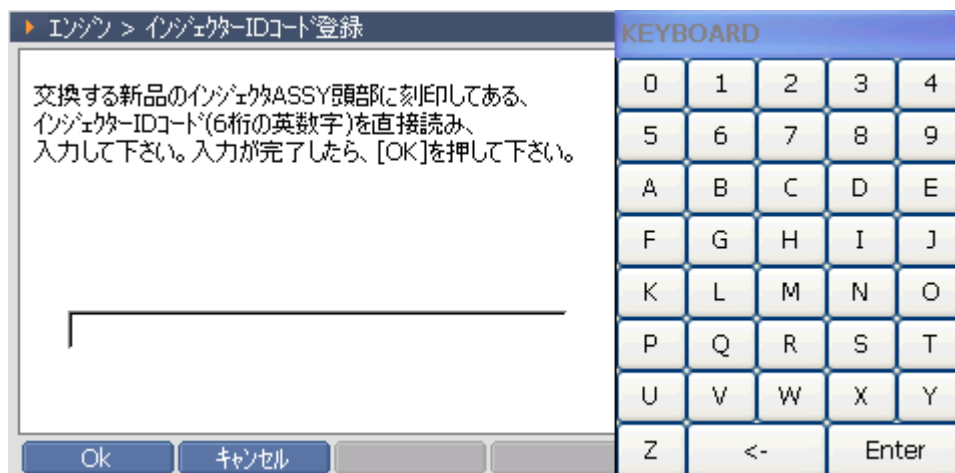 エンジン > インジェクターIDコード登録
交換する新品のインジェクタASSY頭部に刻印してある、
インジェクターIDコード(6桁の英数字)を直接読み、
入力して下さい。入力が完了したら、[OK]を押して下さい。
Ok キャンセル
KEYBOARD
0 1 2 3 4
5 6 7 8 9
A B C D E
F G H I J
K L M N O
P Q R S T
U V W X Y
Z <- Enter